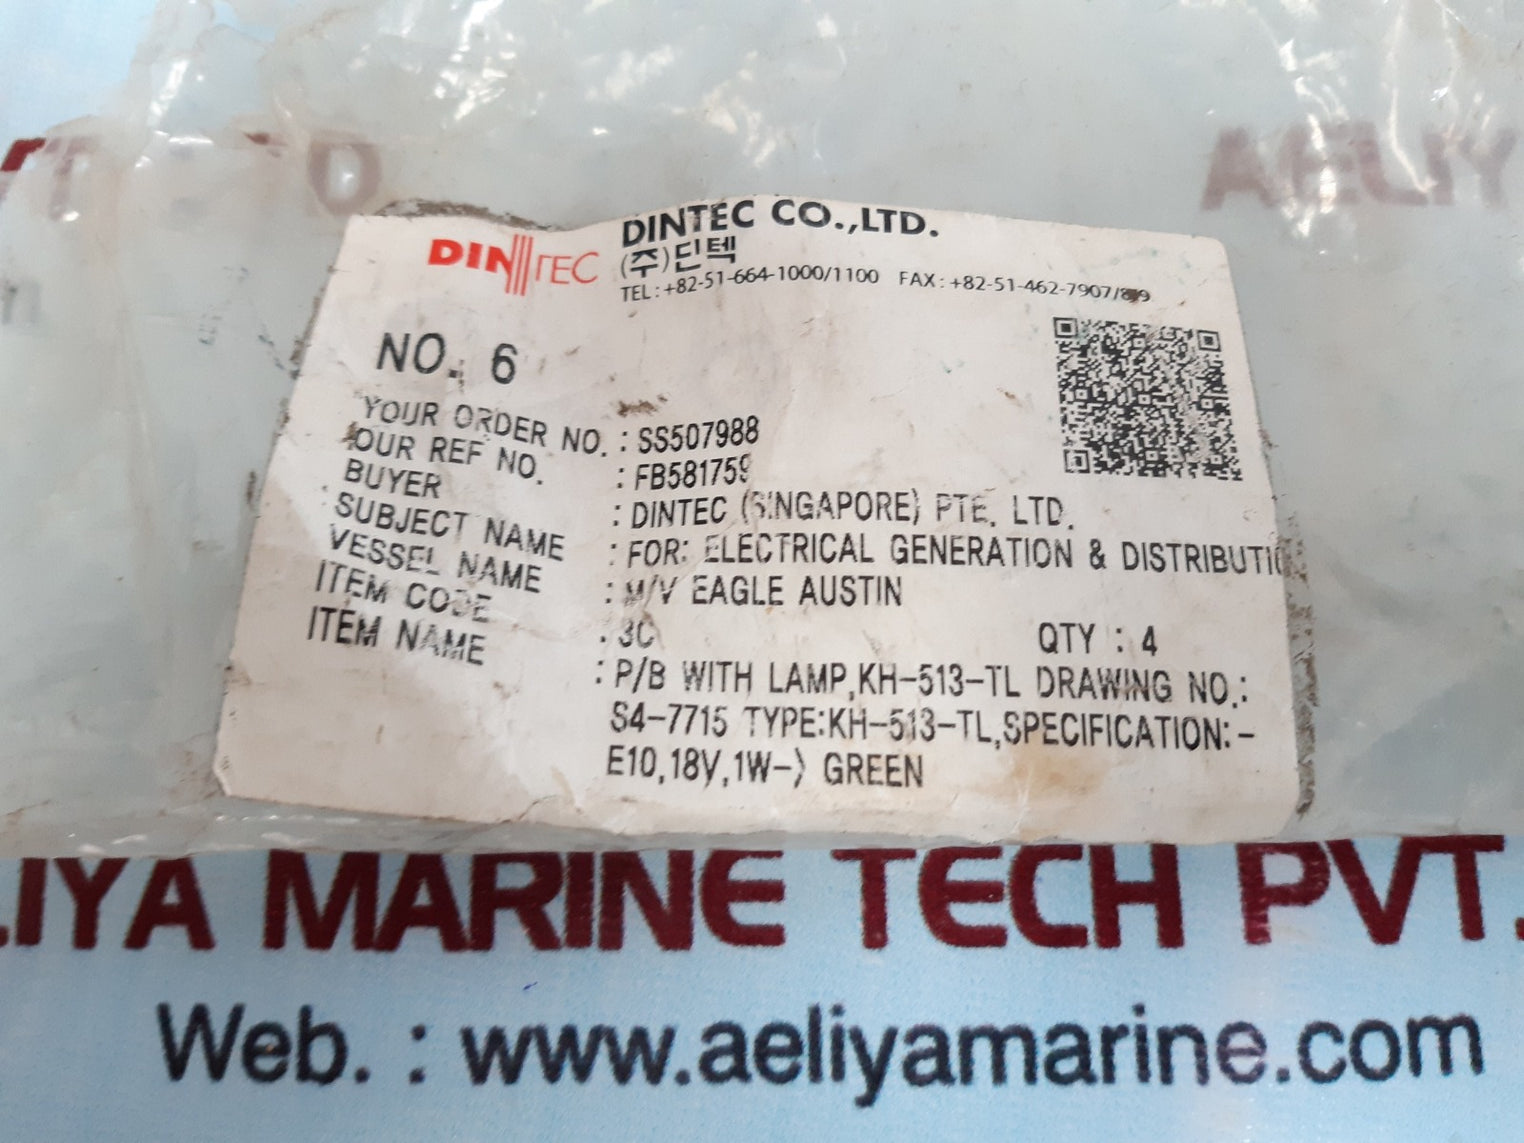 AELIY
DINTEC
DINTEC CO.,LTD.
(주)딘텍
TEL : +82-51-664-1000/1100 FAX : +82-51-462-7907/8/9
NO. 6
YOUR ORDER NO. : SS507988
OUR REF NO. : FB581759
BUYER : DINTEC (SINGAPORE) PTE. LTD.
SUBJECT NAME : FOR: ELECTRICAL GENERATION & DISTRIBUTI
VESSEL NAME : M/V EAGLE AUSTIN
ITEM CODE : 3C QTY : 4
ITEM NAME : P/B WITH LAMP,KH-513-TL DRAWING NO.:
S4-7715 TYPE:KH-513-TL,SPECIFICATION:-
E10,18V,1W-> GREEN
LIYA MARINE TECH PVT.
Web. : www.aeliyamarine.com